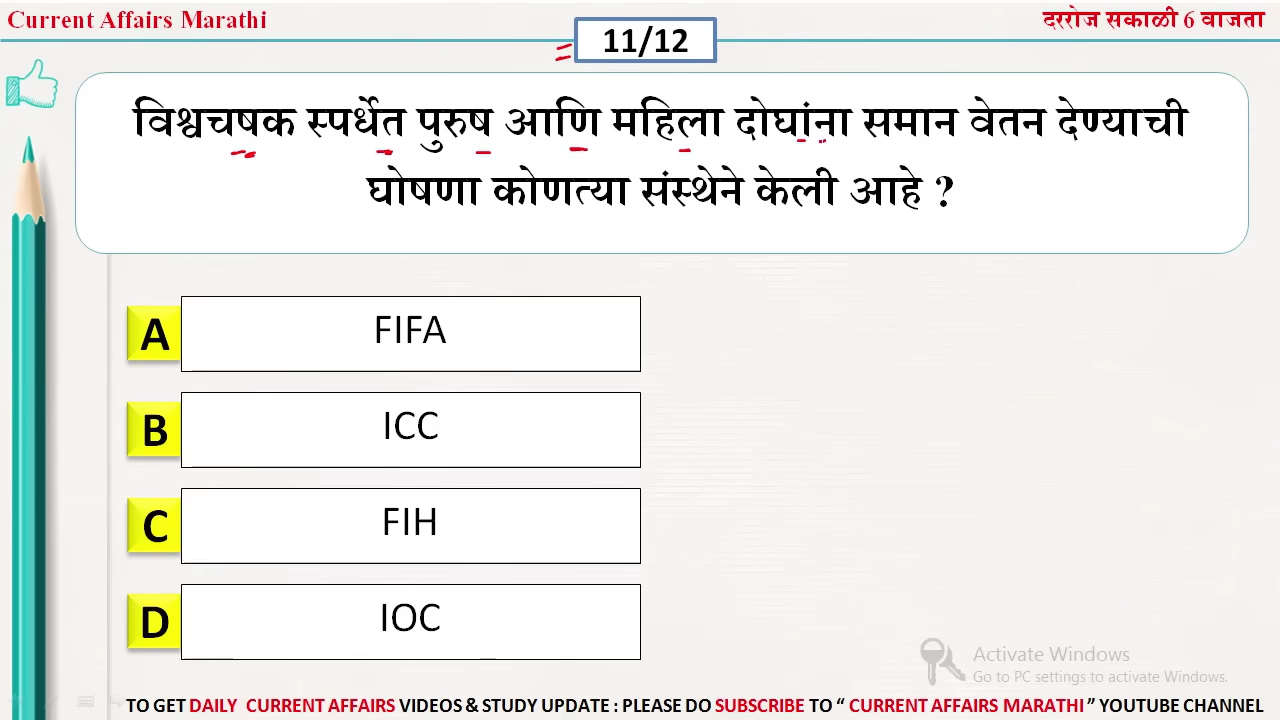 Current Affairs Marathi
दररोज सकाळी 6 वाजता
11/12
विश्वचषक स्पर्धेत पुरुष आणि महिला दोघांना समान वेतन देण्याची
घोषणा कोणत्या संस्थेने केली आहे ?
A FIFA
B ICC
C FIH
D IOC
Activate Windows
Go to PC settings to activate Windows.
TO GET DAILY CURRENT AFFAIRS VIDEOS & STUDY UPDATE : PLEASE DO SUBSCRIBE TO “ CURRENT AFFAIRS MARATHI ” YOUTUBE CHANNEL